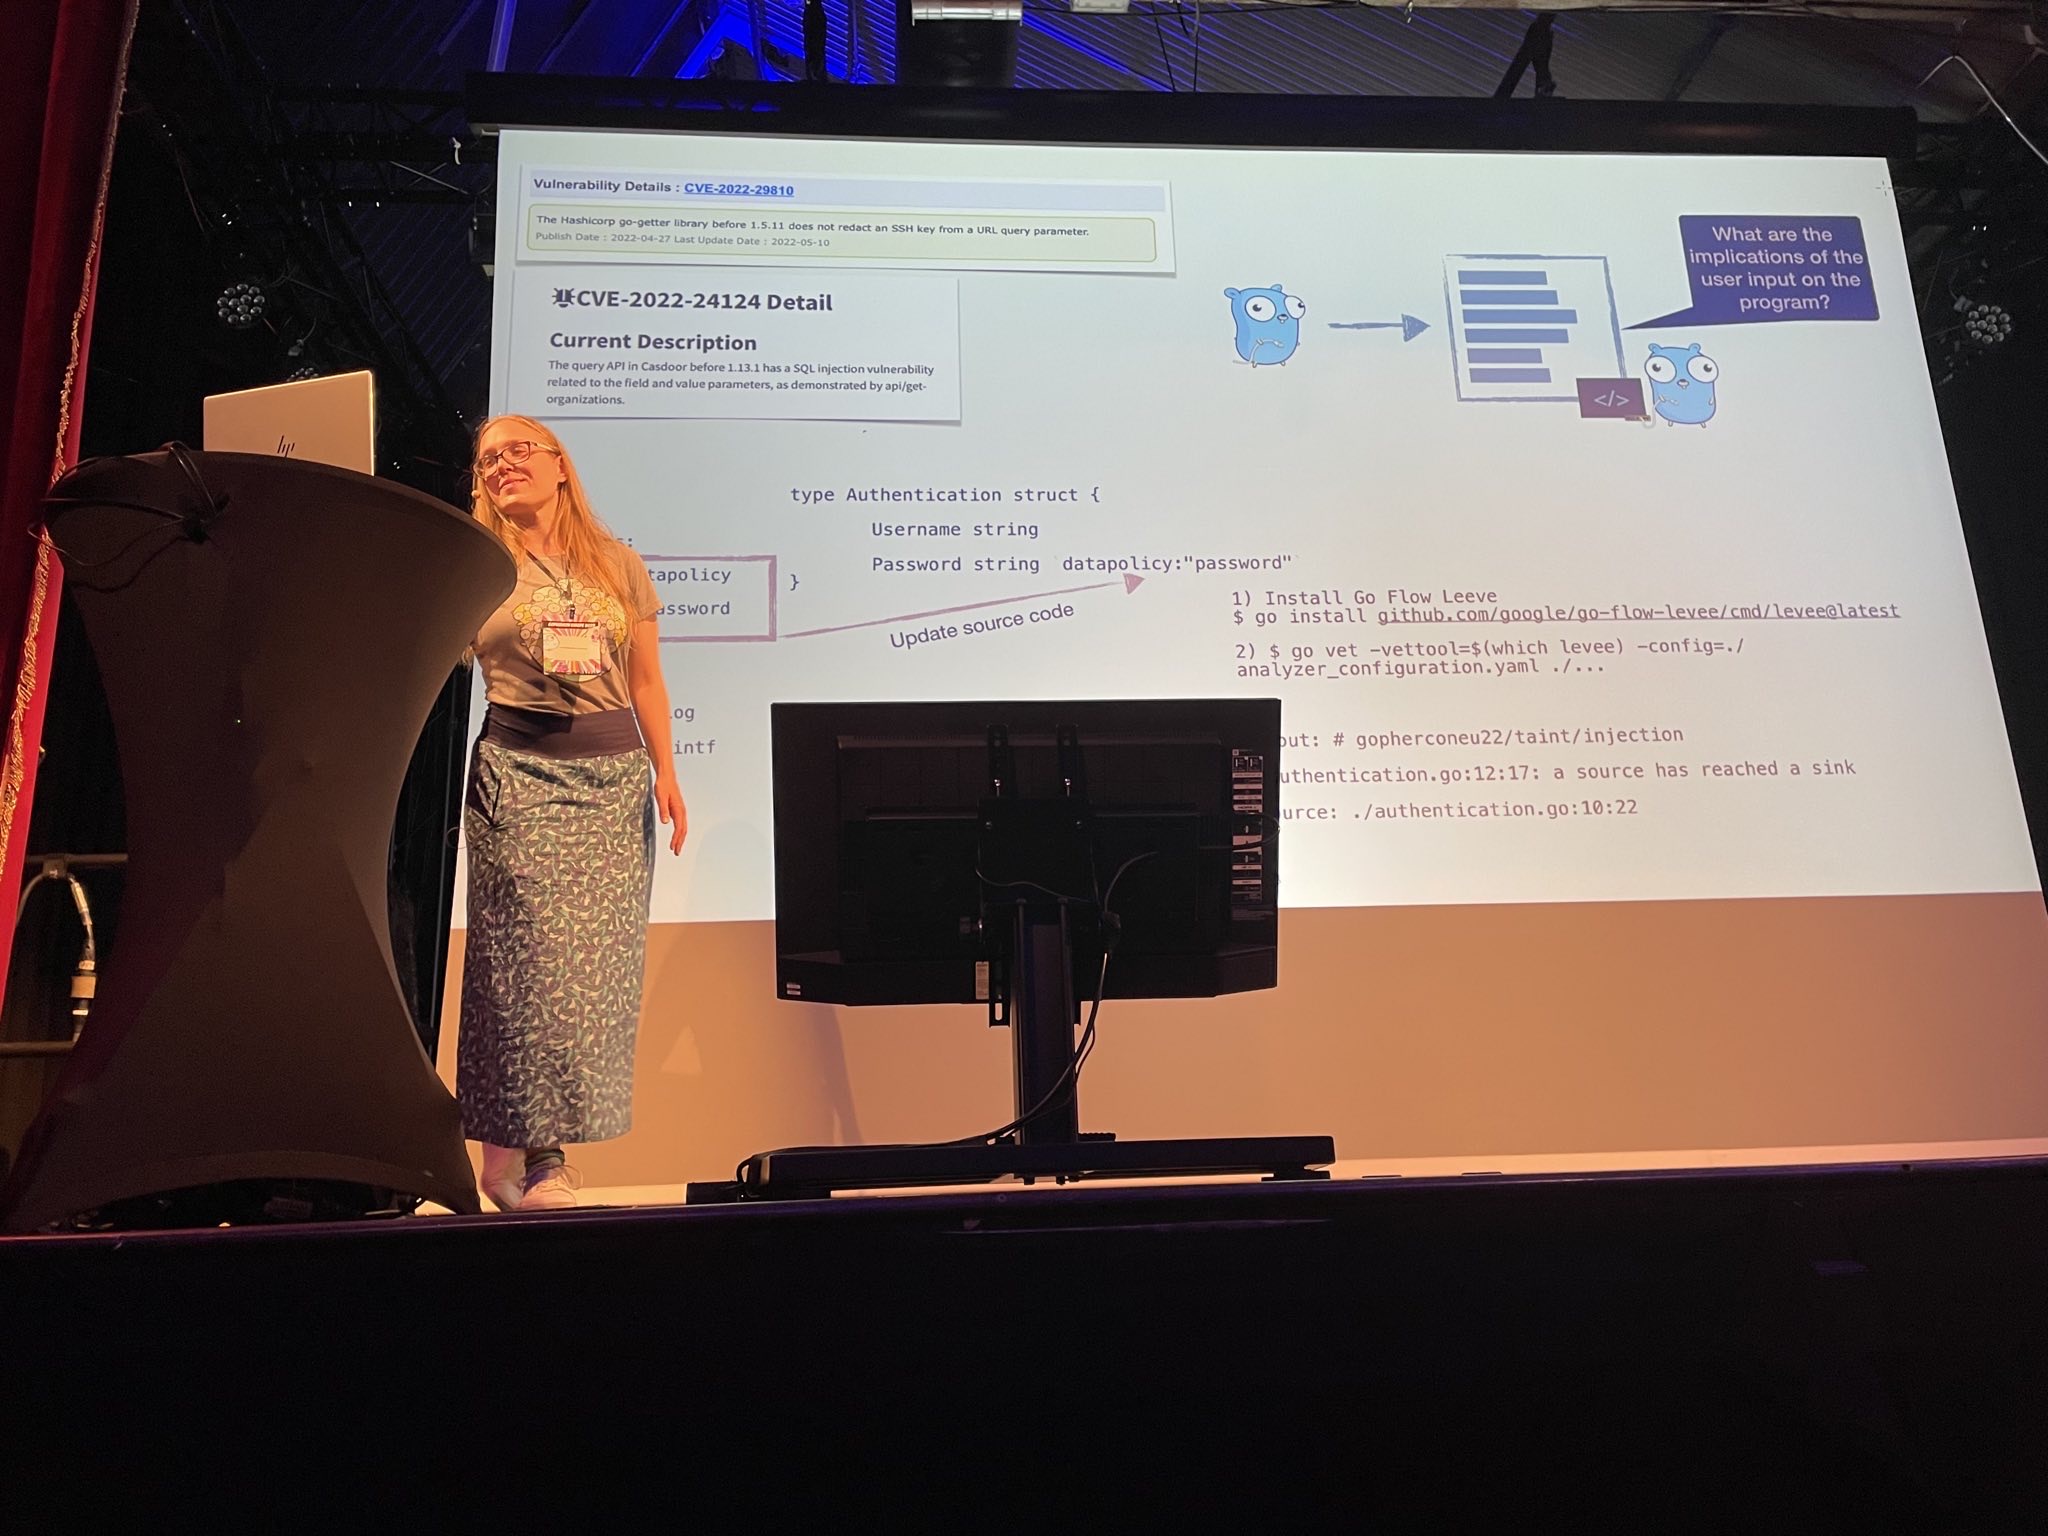 Vulnerability Details : CVE-2022-29810
The Hashicorp go-getter library before 1.5.11 does not redact an SSH key from a URL query parameter.
Publish Date : 2022-04-27 Last Update Date : 2022-05-10
CVE-2022-24124 Detail
Current Description
The query API in Casdoor before 1.13.1 has a SQL injection vulnerability
related to the field and value parameters, as demonstrated by api/get-
organizations.
What are the
implications of the
user input on the
program?
</>
hp
type Authentication struct {
Username string
Password string `datapolicy:"password"`
}
tapolicy
assword
Update source code
og
intf
1) Install Go Flow Leeve
$ go install github.com/google/go-flow-levee/cmd/levee@latest
2) $ go vet -vettool=$(which levee) -config=./
analyzer_configuration.yaml ./...
out: # gopherconeu22/taint/injection
uthentication.go:12:17: a source has reached a sink
urce: ./authentication.go:10:22